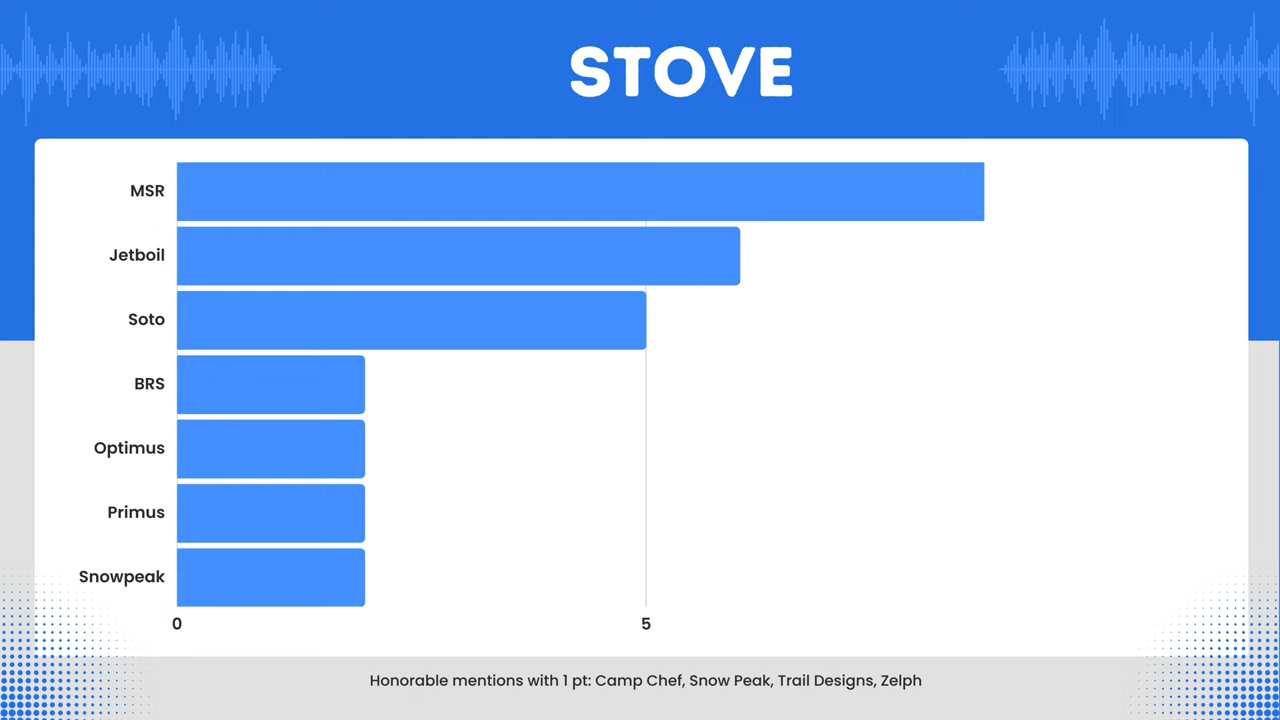 STOVE
MSR
Jetboil
Soto
BRS
Optimus
Primus
Snowpeak
0 5
Honorable mentions with 1 pt: Camp Chef, Snow Peak, Trail Designs, Zelph